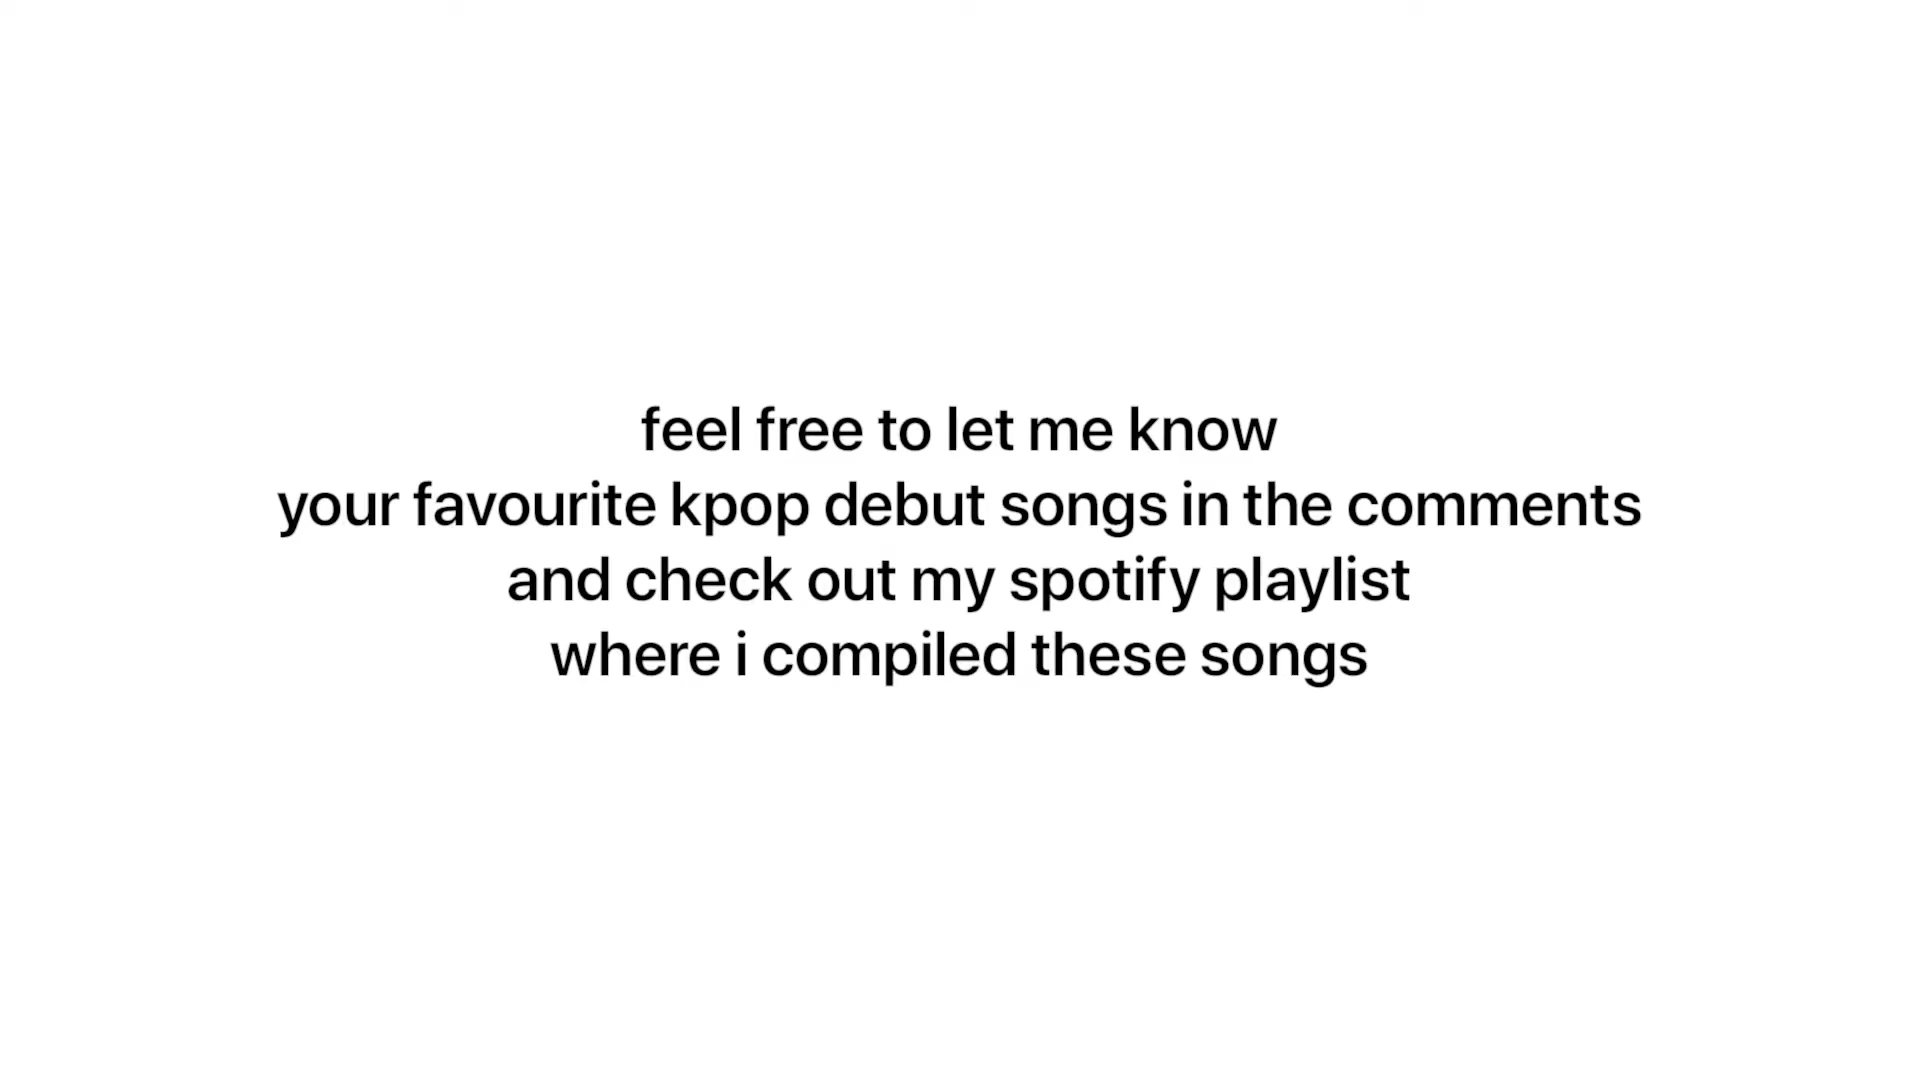 feel free to let me know
your favourite kpop debut songs in the comments
and check out my spotify playlist
where i compiled these songs